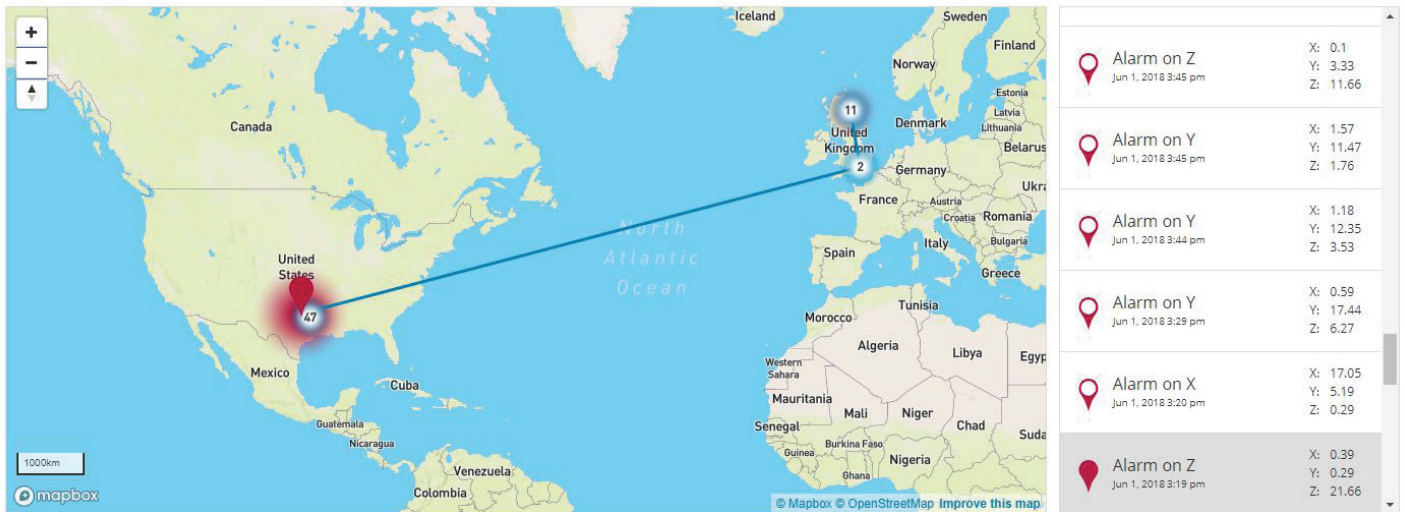 +
−
Iceland
Sweden
Finland
Norway
Estonia
Latvia
Lithuania
Denmark
Belarus
11
United
Kingdom
2
Germany
Ukra
France
Austria
Croatia
Romania
Italy
Bulgaria
Spain
Greece
Canada
North
Atlantic
Ocean
United
States
47
Tunisia
Morocco
Algeria
Libya
Egyp
Western
Sahara
Mexico
Cuba
Mauritania
Mali
Niger
Chad
Suda
Senegal
Guatemala
Nicaragua
Burkina Faso
Guinea
Nigeria
Ghana
Venezuela
Colombia
1000km
mapbox
© Mapbox © OpenStreetMap Improve this map
Alarm on Z
Jun 1, 2018 3:45 pm
X: 0.1
Y: 3.33
Z: 11.66
Alarm on Y
Jun 1, 2018 3:45 pm
X: 1.57
Y: 11.47
Z: 1.76
Alarm on Y
Jun 1, 2018 3:44 pm
X: 1.18
Y: 12.35
Z: 3.53
Alarm on Y
Jun 1, 2018 3:29 pm
X: 0.59
Y: 17.44
Z: 6.27
Alarm on X
Jun 1, 2018 3:20 pm
X: 17.05
Y: 5.19
Z: 0.29
Alarm on Z
Jun 1, 2018 3:19 pm
X: 0.39
Y: 0.29
Z: 21.66